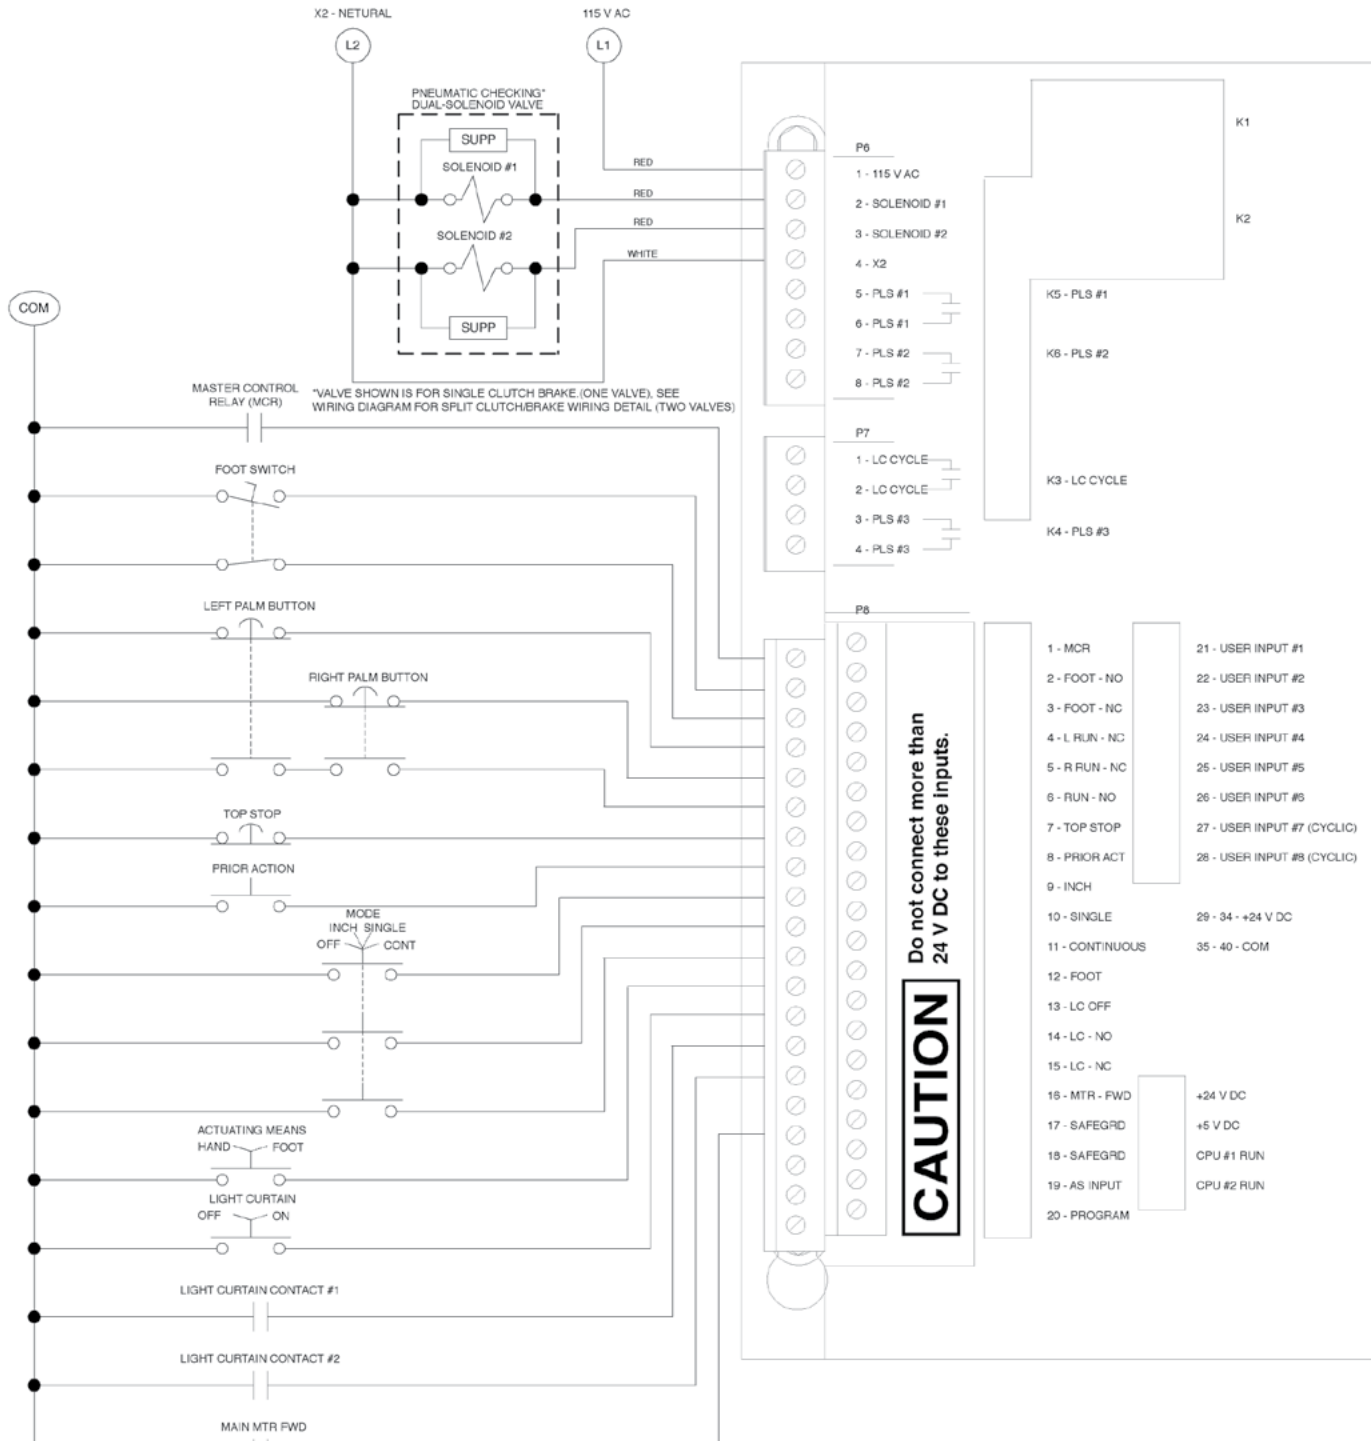 X2 - NETURAL
115 V AC
L2
L1
PNEUMATIC CHECKING*
DUAL-SOLENOID VALVE
SUPP
SOLENOID #1
SOLENOID #2
SUPP
RED
RED
RED
WHITE
*VALVE SHOWN IS FOR SINGLE CLUTCH BRAKE.(ONE VALVE), SEE
WIRING DIAGRAM FOR SPLIT CLUTCH/BRAKE WIRING DETAIL (TWO VALVES)
COM
MASTER CONTROL
RELAY (MCR)
FOOT SWITCH
LEFT PALM BUTTON
RIGHT PALM BUTTON
TOP STOP
PRIOR ACTION
MODE
INCH SINGLE
OFF
CONT
ACTUATING MEANS
HAND
FOOT
LIGHT CURTAIN
OFF
ON
LIGHT CURTAIN CONTACT #1
LIGHT CURTAIN CONTACT #2
MAIN MTR FWD
P6
1 - 115 V AC
2 - SOLENOID #1
3 - SOLENOID #2
4 - X2
5 - PLS #1
6 - PLS #1
7 - PLS #2
8 - PLS #2
K1
K2
K5 - PLS #1
K6 - PLS #2
P7
1 - LC CYCLE
2 - LC CYCLE
3 - PLS #3
4 - PLS #3
K3 - LC CYCLE
K4 - PLS #3
P8
CAUTION
Do not connect more than
24 V DC to these inputs.
1 - MCR
2 - FOOT - NO
3 - FOOT - NC
4 - L RUN - NC
5 - R RUN - NC
6 - RUN - NO
7 - TOP STOP
8 - PRIOR ACT
9 - INCH
10 - SINGLE
11 - CONTINUOUS
12 - FOOT
13 - LC OFF
14 - LC - NO
15 - LC - NC
16 - MTR - FWD
17 - SAFEGRD
18 - SAFEGRD
19 - AS INPUT
20 - PROGRAM
21 - USER INPUT #1
22 - USER INPUT #2
23 - USER INPUT #3
24 - USER INPUT #4
25 - USER INPUT #5
26 - USER INPUT #6
27 - USER INPUT #7 (CYCLIC)
28 - USER INPUT #8 (CYCLIC)
29 - 34 - +24 V DC
35 - 40 - COM
+24 V DC
+5 V DC
CPU #1 RUN
CPU #2 RUN